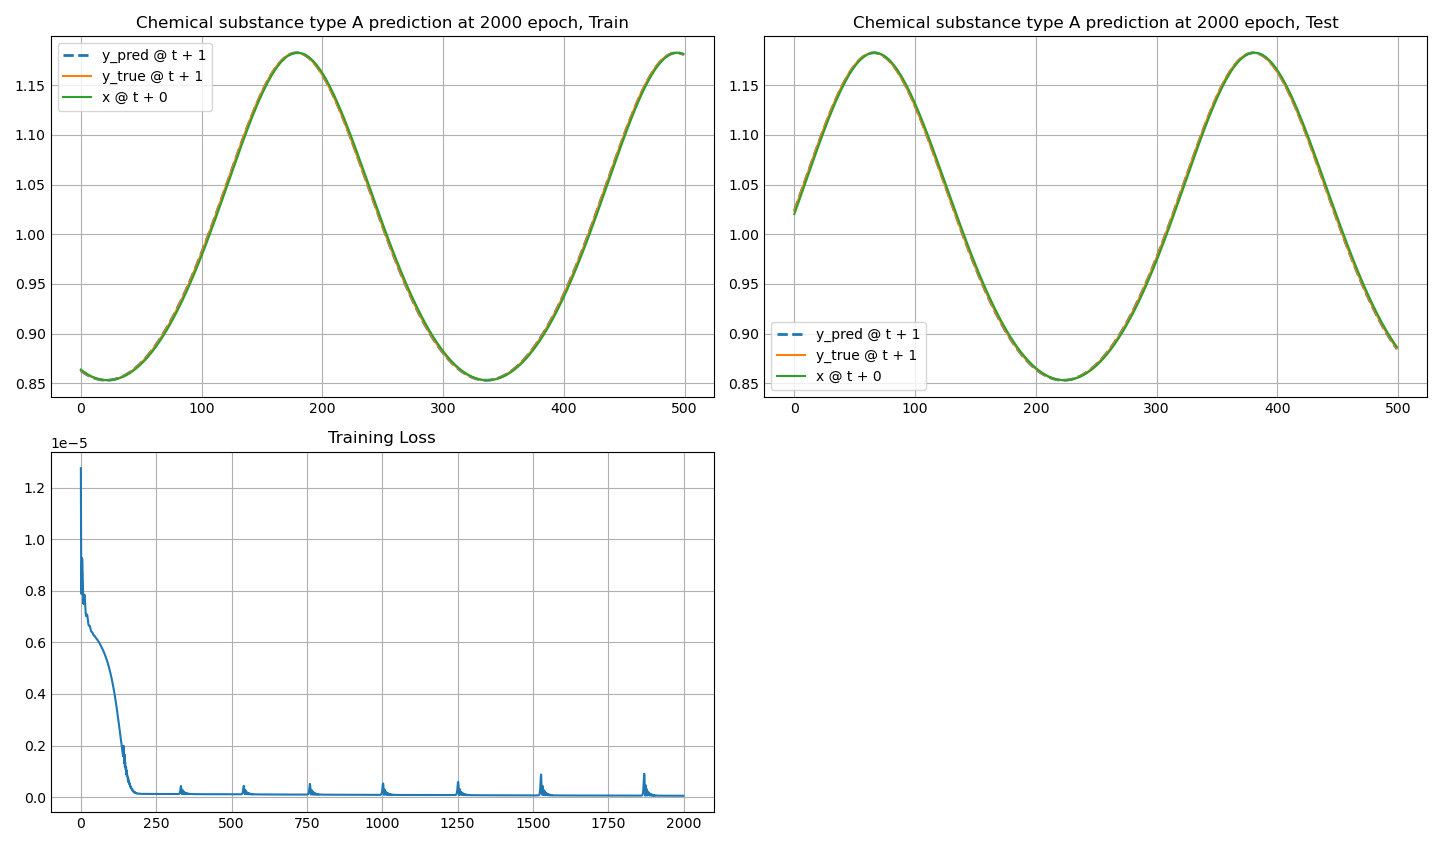 Chemical substance type A prediction at 2000 epoch, Train
y_pred @ t + 1
y_true @ t + 1
x @ t + 0
1.15
1.10
1.05
1.00
0.95
0.90
0.85
0 100 200 300 400 500
Chemical substance type A prediction at 2000 epoch, Test
1.15
1.10
1.05
1.00
0.95
0.90
0.85
y_pred @ t + 1
y_true @ t + 1
x @ t + 0
0 100 200 300 400 500
Training Loss
1e−5
1.2
1.0
0.8
0.6
0.4
0.2
0.0
0 250 500 750 1000 1250 1500 1750 2000